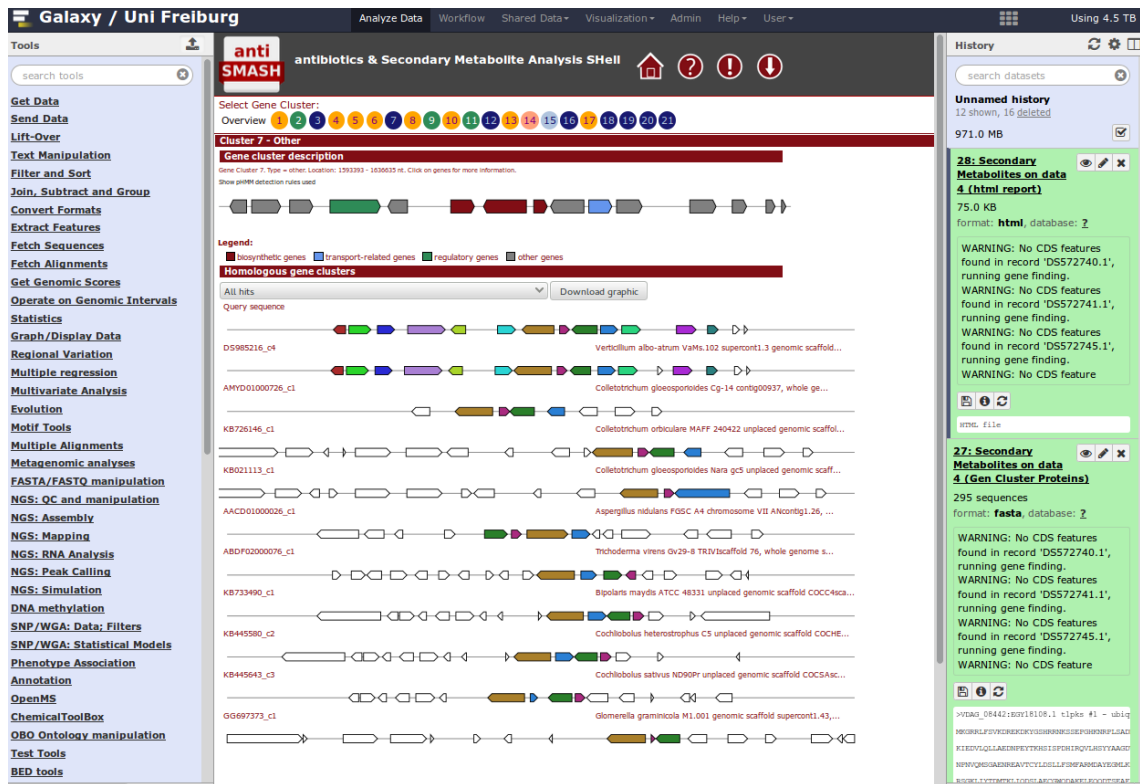 Galaxy / Uni Freiburg
Analyze Data Workflow Shared Data Visualization Admin Help User
Using 4.5 TB
Tools
search tools
Get Data
Send Data
Lift-Over
Text Manipulation
Filter and Sort
Join, Subtract and Group
Convert Formats
Extract Features
Fetch Sequences
Fetch Alignments
Get Genomic Scores
Operate on Genomic Intervals
Statistics
Graph/Display Data
Regional Variation
Multiple regression
Multivariate Analysis
Evolution
Motif Tools
Multiple Alignments
Metagenomic analyses
FASTA/FASTQ manipulation
NGS: QC and manipulation
NGS: Assembly
NGS: Mapping
NGS: RNA Analysis
NGS: Peak Calling
NGS: Simulation
DNA methylation
SNP/WGA: Data; Filters
SNP/WGA: Statistical Models
Phenotype Association
Annotation
OpenMS
ChemicalToolBox
OBO Ontology manipulation
Test Tools
BED tools
anti
SMASH
antibiotics & Secondary Metabolite Analysis SHell
? !
Select Gene Cluster:
Overview 1 2 3 4 5 6 7 8 9 10 11 12 13 14 15 16 17 18 19 20 21
Cluster 7 - Other
Gene cluster description
Gene Cluster 7. Type = other. Location: 1593393 - 1636635 nt. Click on genes for more information.
Show pHMM detection rules used
Legend:
biosynthetic genes transport-related genes regulatory genes other genes
Homologous gene clusters
All hits Download graphic
Query sequence
DS985216_c4 Verticillium albo-atrum VaMs.102 supercont1.3 genomic scaffold...
AMYD01000726_c1 Colletotrichum gloeosporioides Cg-14 contig00937, whole ge...
KB726146_c1 Colletotrichum orbiculare MAFF 240422 unplaced genomic scaffol...
KB021113_c1 Colletotrichum gloeosporioides Nara gc5 unplaced genomic scaff...
AACD01000026_c1 Aspergillus nidulans FGSC A4 chromosome VII ANcontig1.26, ...
ABDF02000076_c1 Trichoderma virens Gv29-8 TRIVIscaffold 76, whole genome s...
KB733490_c1 Bipolaris maydis ATCC 48331 unplaced genomic scaffold COCC4sca...
KB445580_c2 Cochliobolus heterostrophus C5 unplaced genomic scaffold COCHE...
KB445643_c3 Cochliobolus sativus ND90Pr unplaced genomic scaffold COCSAsc...
GG697373_c1 Glomerella graminicola M1.001 genomic scaffold supercont1.43,...
History
search datasets
Unnamed history
12 shown, 16 deleted
971.0 MB
28: Secondary
Metabolites on data
4 (html report)
75.0 KB
format: html, database: ?
WARNING: No CDS features
found in record 'DS572740.1',
running gene finding.
WARNING: No CDS features
found in record 'DS572741.1',
running gene finding.
WARNING: No CDS features
found in record 'DS572745.1',
running gene finding.
WARNING: No CDS feature
HTML file
27: Secondary
Metabolites on data
4 (Gen Cluster Proteins)
295 sequences
format: fasta, database: ?
WARNING: No CDS features
found in record 'DS572740.1',
running gene finding.
WARNING: No CDS features
found in record 'DS572741.1',
running gene finding.
WARNING: No CDS features
found in record 'DS572745.1',
running gene finding.
WARNING: No CDS feature
>VDAG_08442:EGY18108.1 t1pks #1 - ubiq